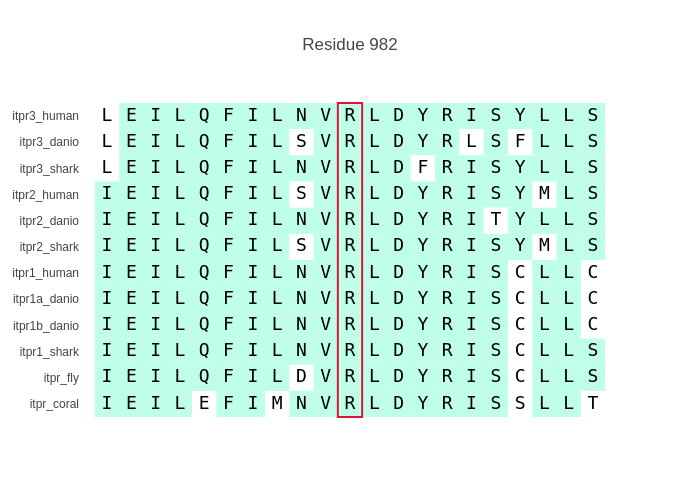 Residue 982
itpr3_human L E I L Q F I L N V R L D Y R I S Y L L S
itpr3_danio L E I L Q F I L S V R L D Y R L S F L L S
itpr3_shark L E I L Q F I L N V R L D F R I S Y L L S
itpr2_human I E I L Q F I L S V R L D Y R I S Y M L S
itpr2_danio I E I L Q F I L N V R L D Y R I T Y L L S
itpr2_shark I E I L Q F I L S V R L D Y R I S Y M L S
itpr1_human I E I L Q F I L N V R L D Y R I S C L L C
itpr1a_danio I E I L Q F I L N V R L D Y R I S C L L C
itpr1b_danio I E I L Q F I L N V R L D Y R I S C L L C
itpr1_shark I E I L Q F I L N V R L D Y R I S C L L S
itpr_fly I E I L Q F I L D V R L D Y R I S C L L S
itpr_coral I E I L E F I M N V R L D Y R I S S L L T